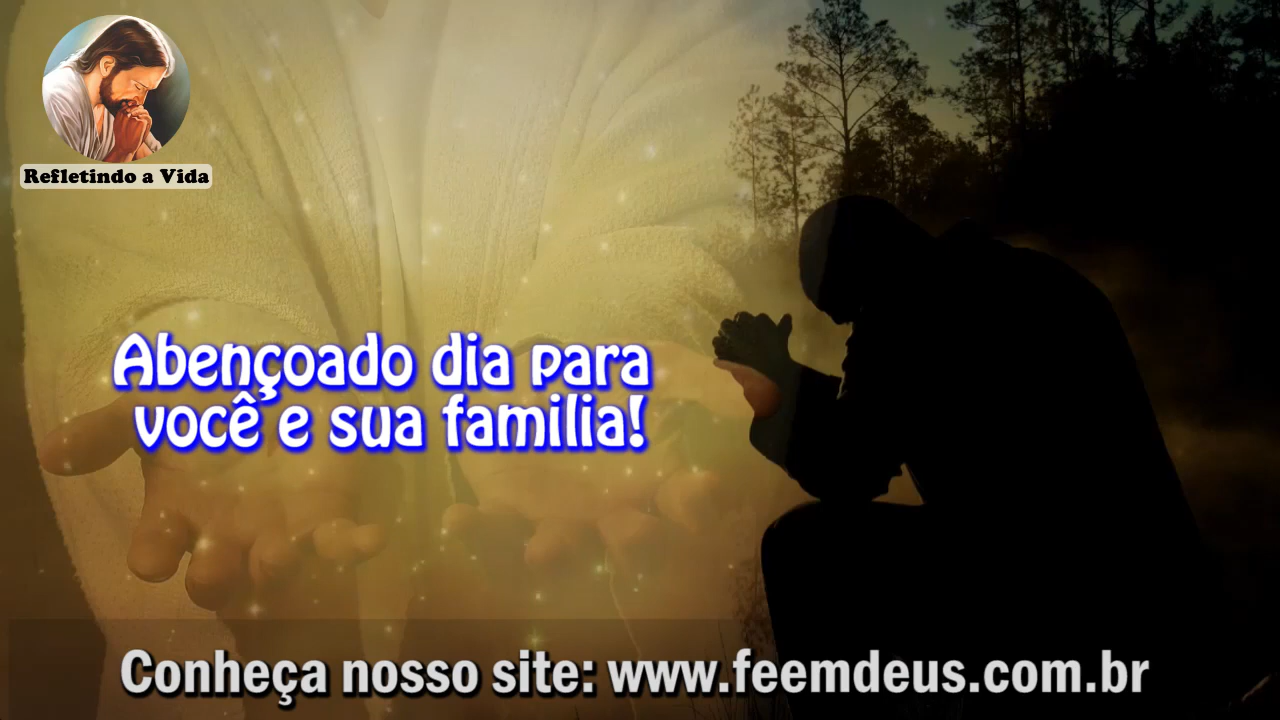 Refletindo a Vida
Abençoado dia para
você e sua familia!
Conheça nosso site: www.feemdeus.com.br